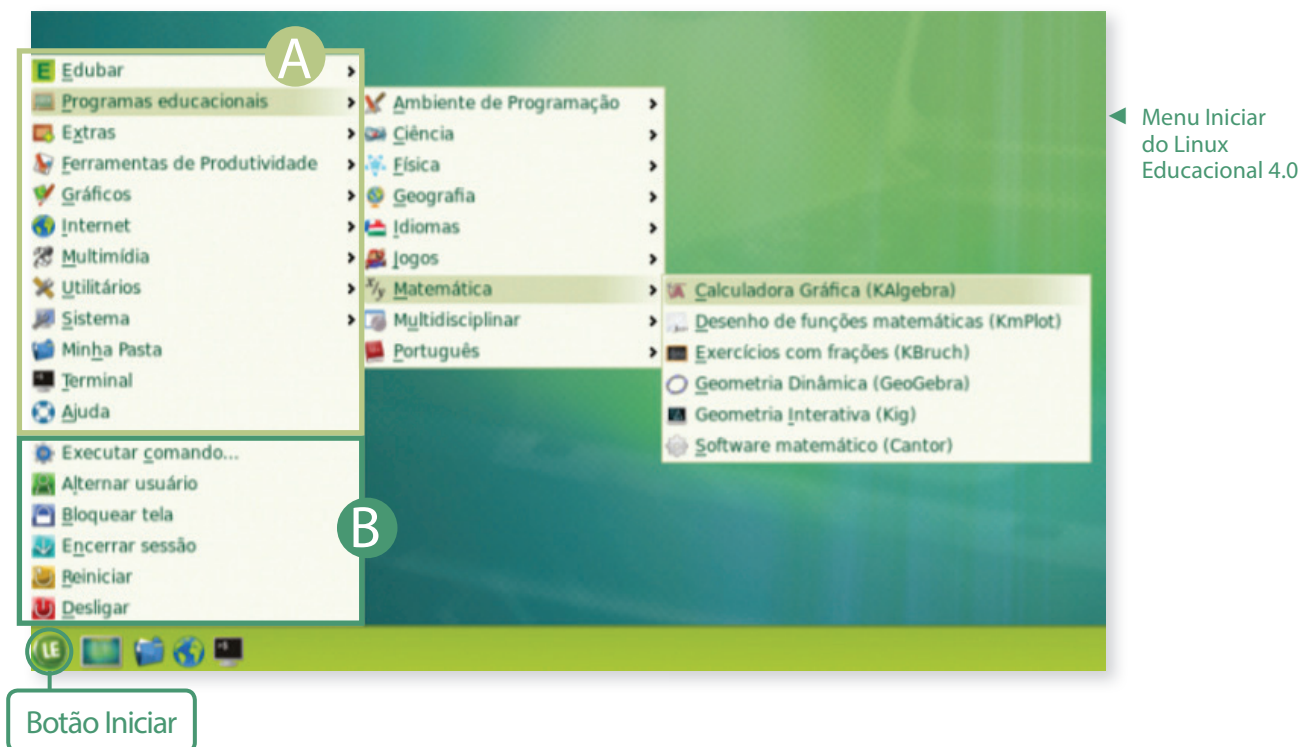 A
Edubar
Programas educacionais
Extras
Ferramentas de Produtividade
Gráficos
Internet
Multimídia
Utilitários
Sistema
Minha Pasta
Terminal
Ajuda
Ambiente de Programação
Ciência
Física
Geografia
Idiomas
Jogos
Matemática
Multidisciplinar
Português
Calculadora Gráfica (KAlgebra)
Desenho de funções matemáticas (KmPlot)
Exercícios com frações (KBruch)
Geometria Dinâmica (GeoGebra)
Geometria Interativa (Kig)
Software matemático (Cantor)
B
Executar comando...
Alternar usuário
Bloquear tela
Encerrar sessão
Reiniciar
Desligar
LE
Botão Iniciar
Menu Iniciar
do Linux
Educacional 4.0